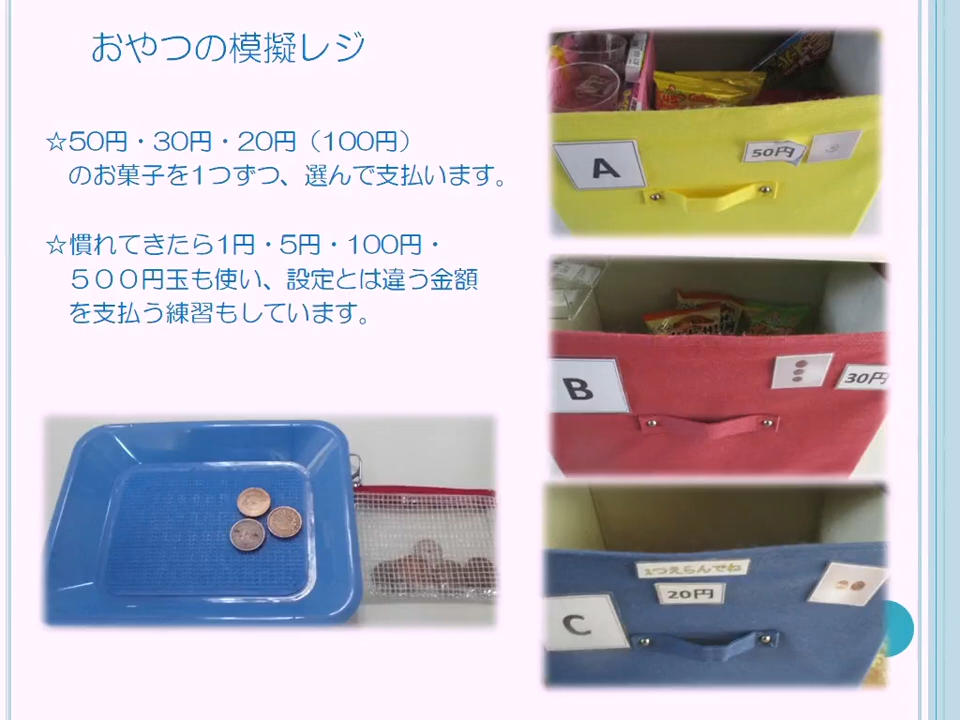 おやつの模擬レジ
☆50円・30円・20円（100円）
のお菓子を1つずつ、選んで支払います。
☆慣れてきたら1円・5円・100円・
５００円玉も使い、設定とは違う金額
を支払う練習もしています。
A
50円
B
30円
1つえらんでね
20円
C